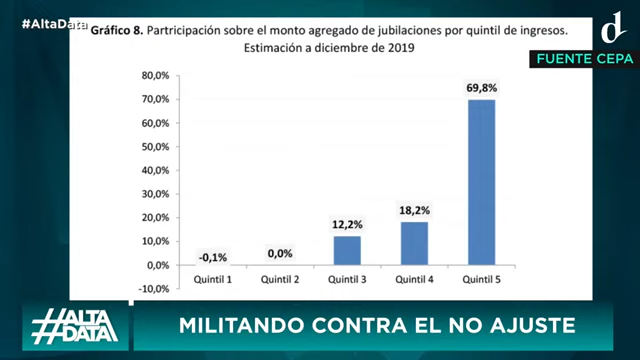 #AltaData
Gráfico 8. Partricipación sobre el monto agregado de jubilaciones por quintil de ingresos.
Estimación a diciembre de 2019
d
FUENTE CEPA
80,0%
70,0%
60,0%
50,0%
40,0%
30,0%
20,0%
10,0%
0,0%
-10,0%
-0,1%
0,0%
12,2%
18,2%
69,8%
Quintil 1
Quintil 2
Quintil 3
Quintil 4
Quintil 5
#ALTA
DATA
MILITANDO CONTRA EL NO AJUSTE